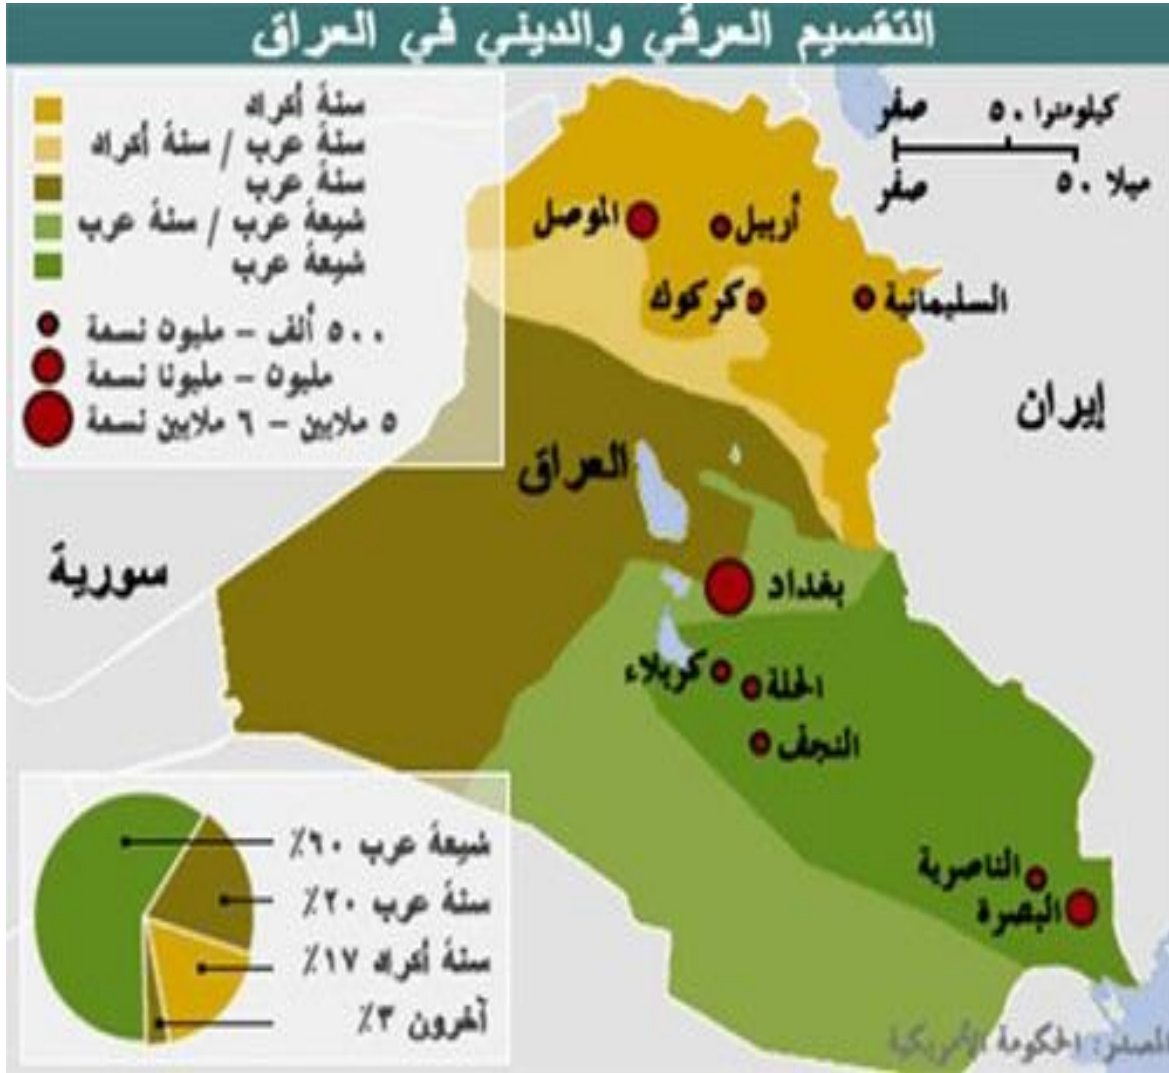 التقسيم العرقي والديني في العراق
سنة أكراد
سنة عرب / سنة أكراد
سنة عرب
شيعة عرب / سنة عرب
شيعة عرب
٥٠٠ ألف – مليون نسمة
مليون – مليونا نسمة
٥ ملايين – ٦ ملايين نسمة
صفر ٥٠ كيلومترا
صفر ٥٠ ميلا
الموصل
أربيل
كركوك
السليمانية
إيران
العراق
سورية
بغداد
كربلاء
الحلة
النجف
الناصرية
البصرة
شيعة عرب ٦٠٪
سنة عرب ٢٠٪
سنة أكراد ١٧٪
آخرون ٣٪
المصدر: الحكومة الأمريكية